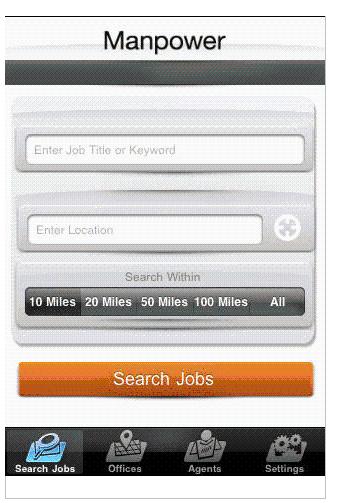 Manpower
Enter Job Title or Keyword
Enter Location
Search Within
10 Miles 20 Miles 50 Miles 100 Miles All
Search Jobs
Search Jobs Offices Agents Settings